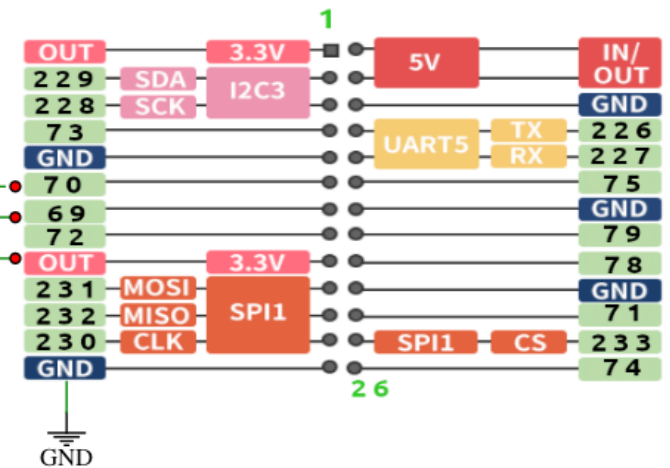 1
OUT 3.3V 5V IN/
OUT
229 SDA I2C3
228 SCK GND
73 UART5 TX 226
GND RX 227
70 75
69 GND
72 79
OUT 3.3V 78
231 MOSI SPI1 GND
232 MISO 71
230 CLK SPI1 CS 233
GND 74
26
GND